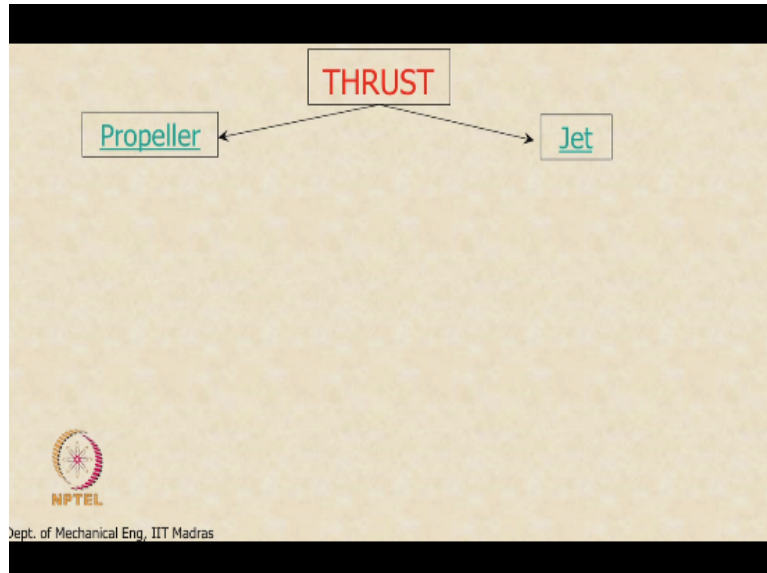 THRUST
Propeller
Jet
NPTEL
Dept. of Mechanical Eng, IIT Madras